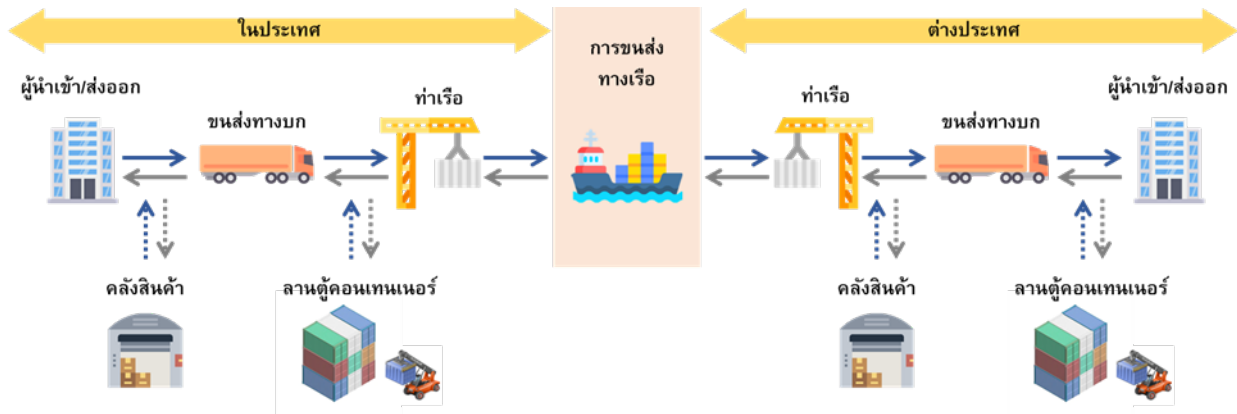 ในประเทศ
การขนส่ง
ทางเรือ
ต่างประเทศ
ผู้นำเข้า/ส่งออก
ขนส่งทางบก
ท่าเรือ
ท่าเรือ
ขนส่งทางบก
ผู้นำเข้า/ส่งออก
คลังสินค้า
ลานตู้คอนเทนเนอร์
คลังสินค้า
ลานตู้คอนเทนเนอร์